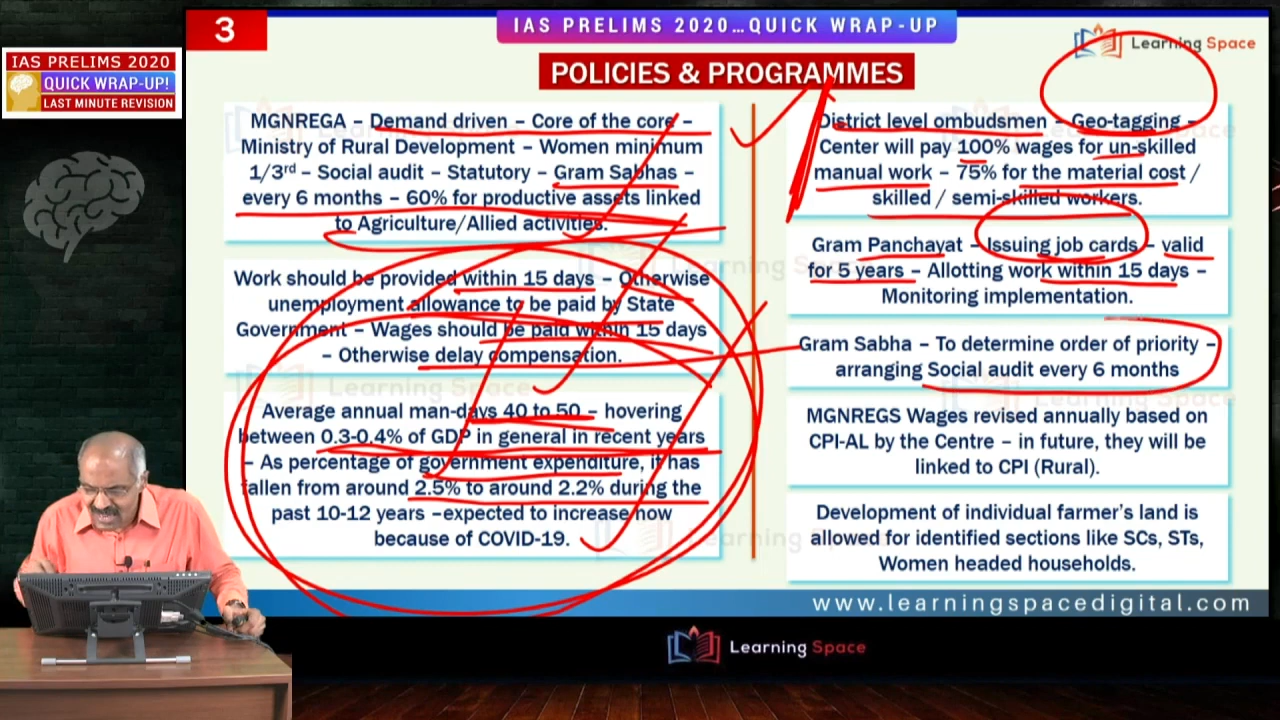 3
IAS PRELIMS 2020...QUICK WRAP-UP
Learning Space
IAS PRELIMS 2020
QUICK WRAP-UP!
LAST MINUTE REVISION
POLICIES & PROGRAMMES
MGNREGA – Demand driven – Core of the core –
Ministry of Rural Development – Women minimum
1/3rd – Social audit – Statutory – Gram Sabhas –
every 6 months – 60% for productive assets linked
to Agriculture/Allied activities.
Work should be provided within 15 days – Otherwise
unemployment allowance to be paid by State
Government – Wages should be paid within 15 days
– Otherwise delay compensation.
Average annual man-days 40 to 50 – hovering
between 0.3-0.4% of GDP in general in recent years
– As percentage of government expenditure, it has
fallen from around 2.5% to around 2.2% during the
past 10-12 years –expected to increase now
because of COVID-19.
District level ombudsmen – Geo-tagging –
Center will pay 100% wages for un-skilled
manual work – 75% for the material cost /
skilled / semi-skilled workers.
Gram Panchayat – Issuing job cards – valid
for 5 years – Allotting work within 15 days –
Monitoring implementation.
Gram Sabha – To determine order of priority –
arranging Social audit every 6 months
MGNREGS Wages revised annually based on
CPI-AL by the Centre – in future, they will be
linked to CPI (Rural).
Development of individual farmer's land is
allowed for identified sections like SCs, STs,
Women headed households.
www.learningspacedigital.com
Learning Space